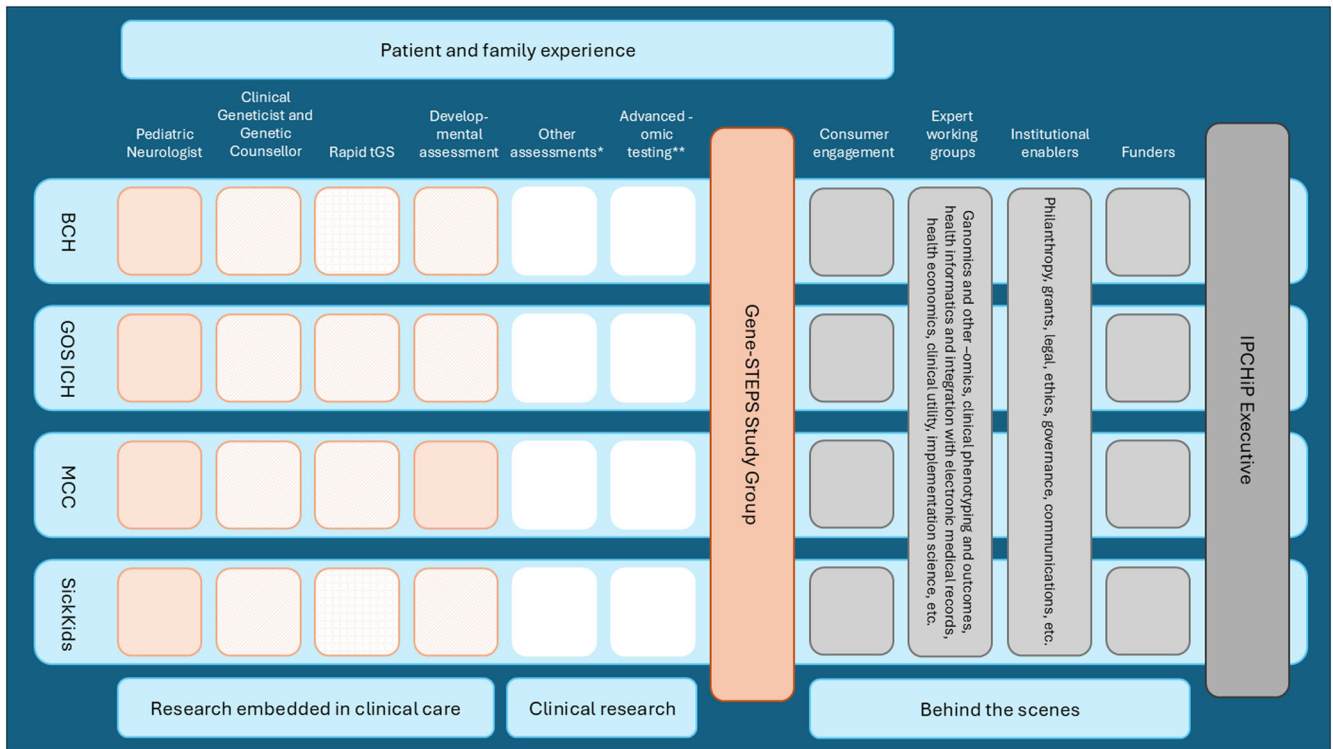 Patient and family experience
Pediatric
Neurologist
Clinical
Geneticist and
Genetic
Counsellor
Rapid tGS
Develop-
mental
assessment
Other
assessments*
Advanced -
omic
testing**
Consumer
engagement
Expert
working
groups
Institutional
enablers
Funders
BCH
GOS ICH
MCC
SickKids
Gene-STEPS Study Group
Ganomics and other –omics, clinical phenotyping and outcomes,
health informatics and integration with electronic medical records,
health economics, clinical utility, implementation science, etc.
Philanthropy, grants, legal, ethics, governance, communications, etc.
IPCHiP Executive
Research embedded in clinical care
Clinical research
Behind the scenes